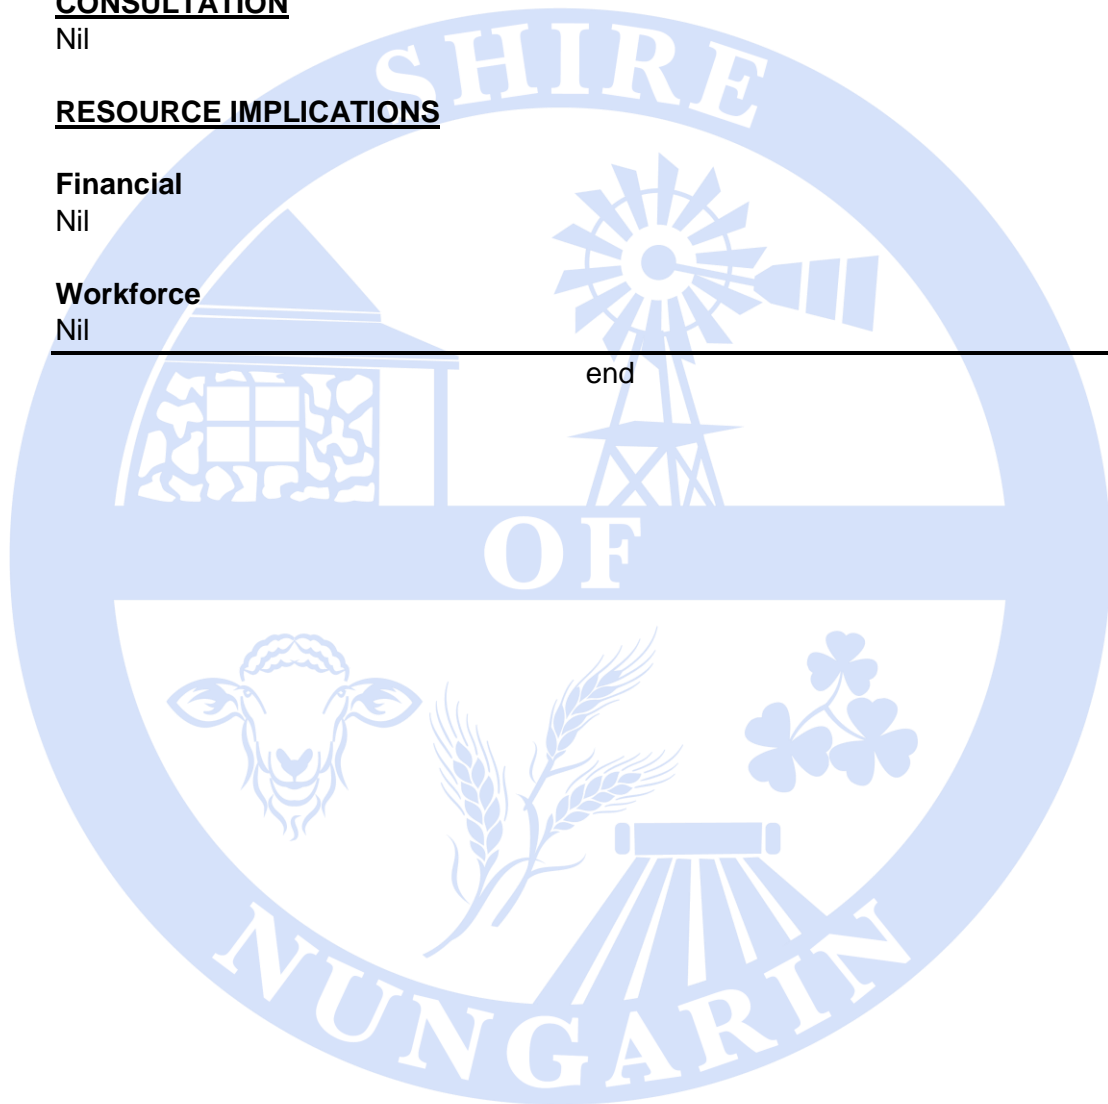 CONSULTATION
Nil
SHIRE
RESOURCE IMPLICATIONS
Financial
Nil
Workforce
Nil
end
OF
NUNGARIN